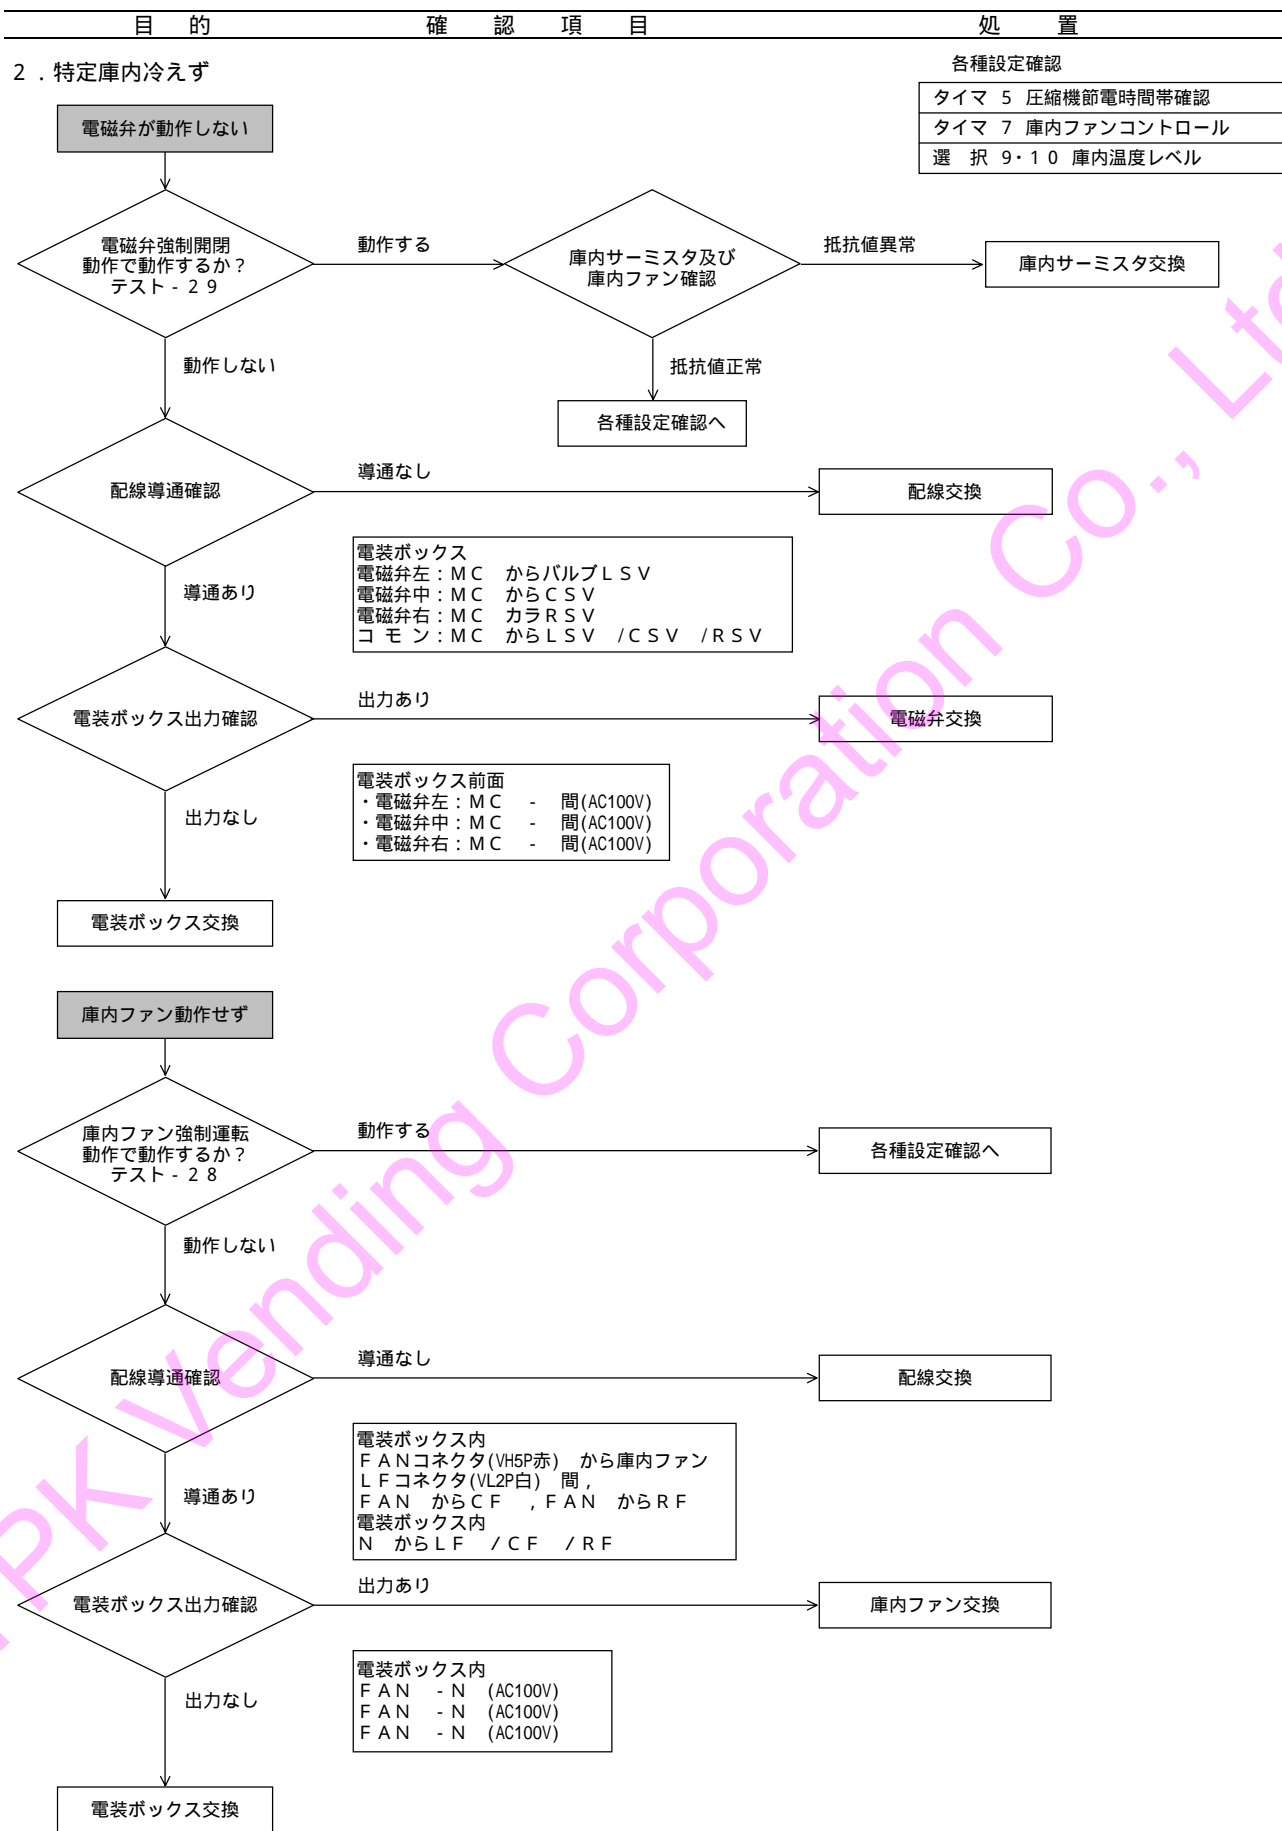 目 的 確 認 項 目 処 置
2．特定庫内冷えず
各種設定確認
タイマ 5 圧縮機節電時間帯確認
タイマ 7 庫内ファンコントロール
選 択 9・10 庫内温度レベル
電磁弁が動作しない
電磁弁強制開閉
動作で動作するか？
テスト‐29
動作する
庫内サーミスタ及び
庫内ファン確認
抵抗値異常
庫内サーミスタ交換
動作しない
抵抗値正常
各種設定確認へ
配線導通確認
導通なし
配線交換
電装ボックス
電磁弁左：MC からバルブLSV
電磁弁中：MC からCSV
電磁弁右：MC カラRSV
コ モ ン：MC からLSV /CSV /RSV
導通あり
電装ボックス出力確認
出力あり
電磁弁交換
電装ボックス前面
・電磁弁左：MC - 間(AC100V)
・電磁弁中：MC - 間(AC100V)
・電磁弁右：MC - 間(AC100V)
出力なし
電装ボックス交換
庫内ファン動作せず
庫内ファン強制運転
動作で動作するか？
テスト‐28
動作する
各種設定確認へ
動作しない
配線導通確認
導通なし
配線交換
電装ボックス内
FANコネクタ(VH5P赤) から庫内ファン
LFコネクタ(VL2P白) 間，
FAN からCF ，FAN からRF
電装ボックス内
N からLF /CF /RF
導通あり
電装ボックス出力確認
出力あり
庫内ファン交換
電装ボックス内
FAN -N (AC100V)
FAN -N (AC100V)
FAN -N (AC100V)
出力なし
電装ボックス交換
PK Vending Corporation Co., Ltd